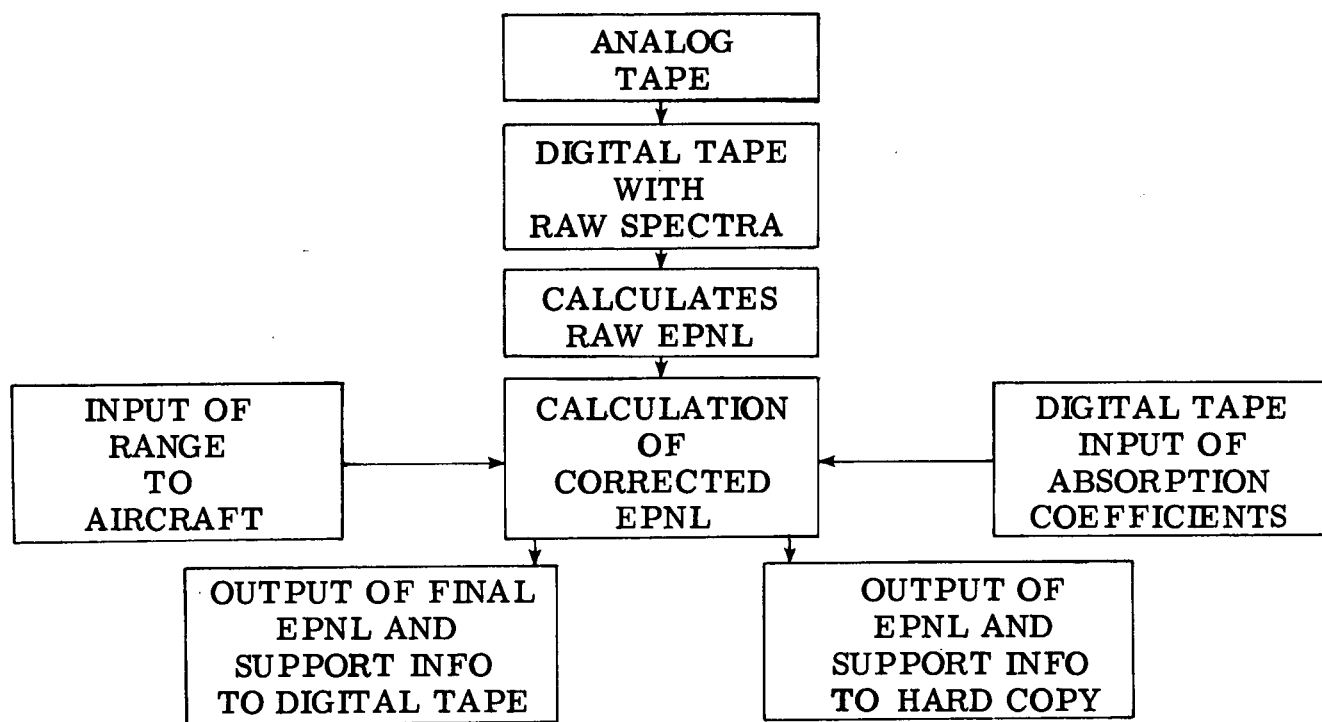 ANALOG
TAPE
DIGITAL TAPE
WITH
RAW SPECTRA
CALCULATES
RAW EPNL
INPUT OF
RANGE
TO
AIRCRAFT
CALCULATION
OF
CORRECTED
EPNL
DIGITAL TAPE
INPUT OF
ABSORPTION
COEFFICIENTS
OUTPUT OF FINAL
EPNL AND
SUPPORT INFO
TO DIGITAL TAPE
OUTPUT OF
EPNL AND
SUPPORT INFO
TO HARD COPY